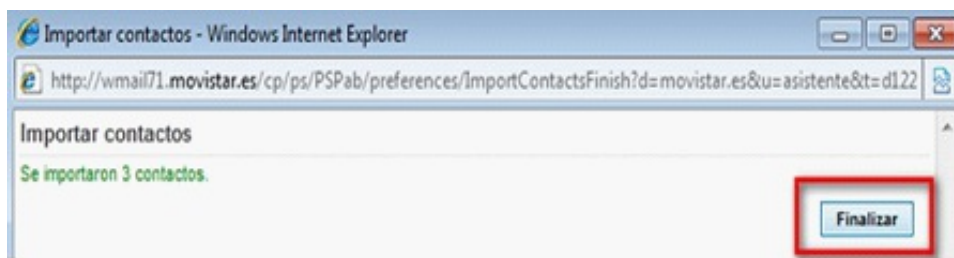 Importar contactos - Windows Internet Explorer
http://wmail71.movistar.es/cp/ps/PSPab/preferences/ImportContactsFinish?d=movistar.es&u=asistente&t=d122
Importar contactos
Se importaron 3 contactos.
Finalizar